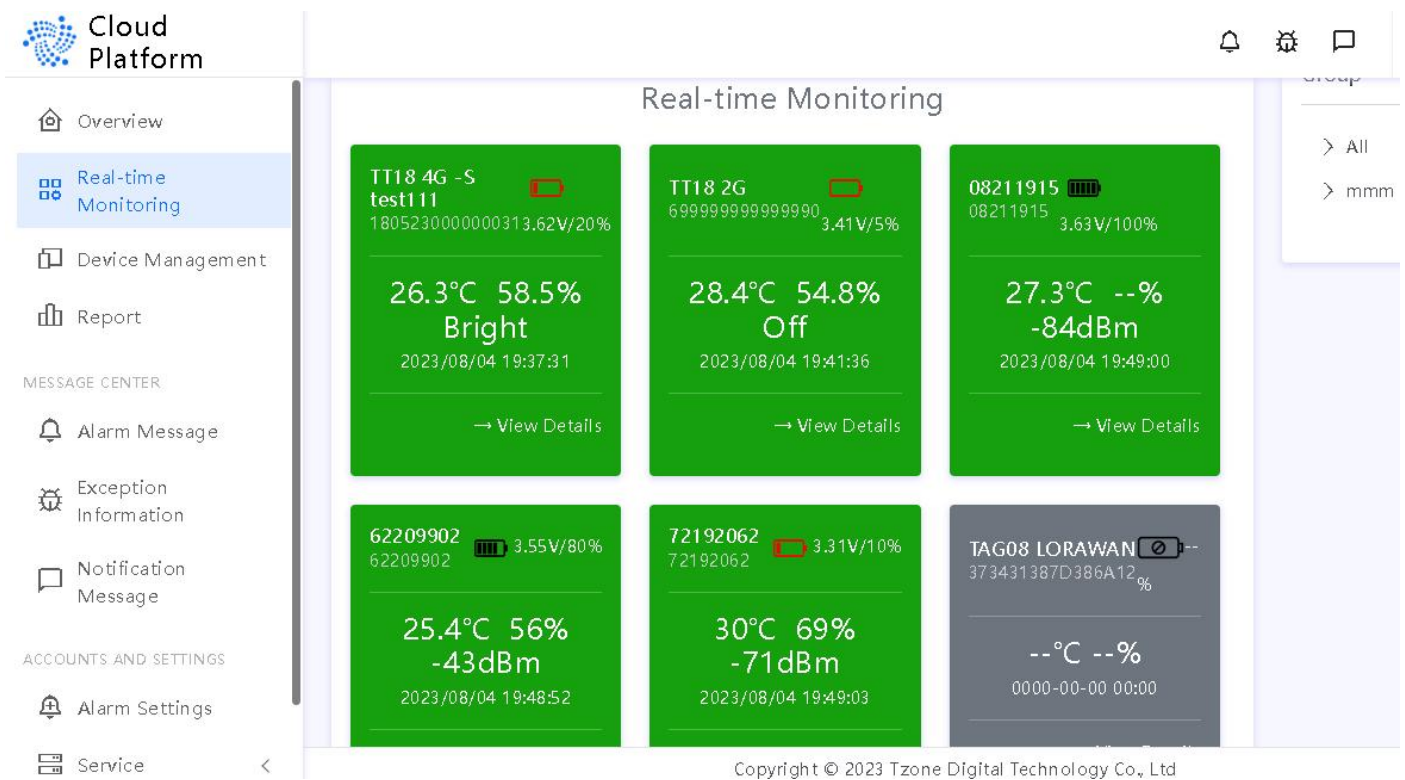 Cloud
Platform
Overview
Real-time
Monitoring
Device Management
Report
MESSAGE CENTER
Alarm Message
Exception
Information
Notification
Message
ACCOUNTS AND SETTINGS
Alarm Settings
Service
Real-time Monitoring
TT18 4G -S
test111
18052300000003​13.62V/20%
26.3°C 58.5%
Bright
2023/08/04 19:37:31
→ View Details
TT18 2G
699999999999990
3.41V/5%
28.4°C 54.8%
Off
2023/08/04 19:41:36
→ View Details
08211915
08211915
3.63V/100%
27.3°C --%
-84dBm
2023/08/04 19:49:00
→ View Details
62209902
3.55V/80%
62209902
25.4°C 56%
-43dBm
2023/08/04 19:48:52
72192062
3.31V/10%
72192062
30°C 69%
-71dBm
2023/08/04 19:49:03
TAG08 LORAWAN --
373431387D386A12
%
--°C --%
0000-00-00 00:00
Group
> All
> mmm
Copyright © 2023 Tzone Digital Technology Co., Ltd